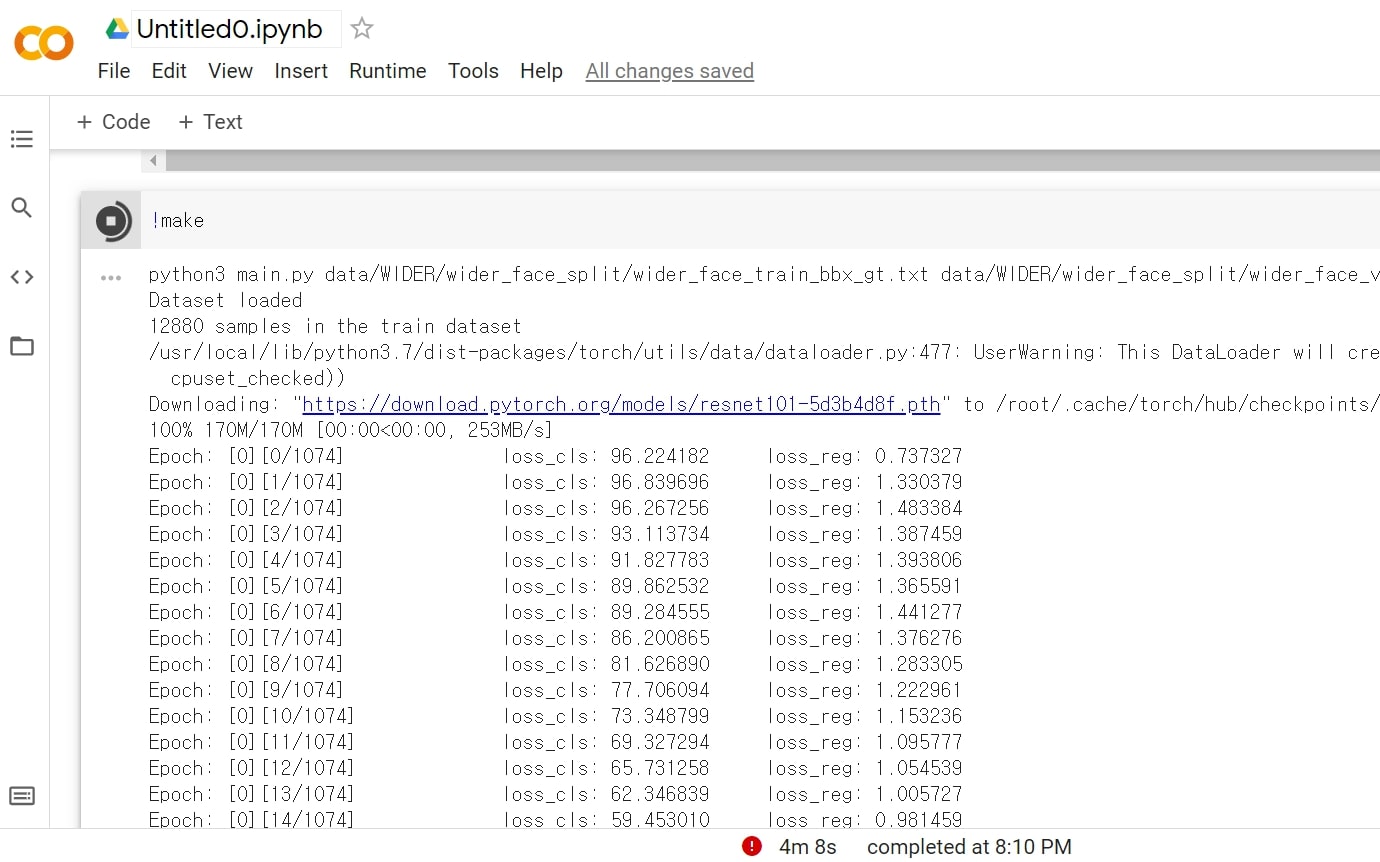 Untitled0.ipynb
File Edit View Insert Runtime Tools Help All changes saved
+ Code + Text
!make
python3 main.py data/WIDER/wider_face_split/wider_face_train_bbx_gt.txt data/WIDER/wider_face_split/wider_face_v
Dataset loaded
12880 samples in the train dataset
/usr/local/lib/python3.7/dist-packages/torch/utils/data/dataloader.py:477: UserWarning: This DataLoader will cre
cpuset_checked))
Downloading: "https://download.pytorch.org/models/resnet101-5d3b4d8f.pth" to /root/.cache/torch/hub/checkpoints/
100% 170M/170M [00:00<00:00, 253MB/s]
Epoch: [0][0/1074] loss_cls: 96.224182 loss_reg: 0.737327
Epoch: [0][1/1074] loss_cls: 96.839696 loss_reg: 1.330379
Epoch: [0][2/1074] loss_cls: 96.267256 loss_reg: 1.483384
Epoch: [0][3/1074] loss_cls: 93.113734 loss_reg: 1.387459
Epoch: [0][4/1074] loss_cls: 91.827783 loss_reg: 1.393806
Epoch: [0][5/1074] loss_cls: 89.862532 loss_reg: 1.365591
Epoch: [0][6/1074] loss_cls: 89.284555 loss_reg: 1.441277
Epoch: [0][7/1074] loss_cls: 86.200865 loss_reg: 1.376276
Epoch: [0][8/1074] loss_cls: 81.626890 loss_reg: 1.283305
Epoch: [0][9/1074] loss_cls: 77.706094 loss_reg: 1.222961
Epoch: [0][10/1074] loss_cls: 73.348799 loss_reg: 1.153236
Epoch: [0][11/1074] loss_cls: 69.327294 loss_reg: 1.095777
Epoch: [0][12/1074] loss_cls: 65.731258 loss_reg: 1.054539
Epoch: [0][13/1074] loss_cls: 62.346839 loss_reg: 1.005727
Epoch: [0][14/1074] loss_cls: 59.453010 loss_reg: 0.981459
4m 8s completed at 8:10 PM